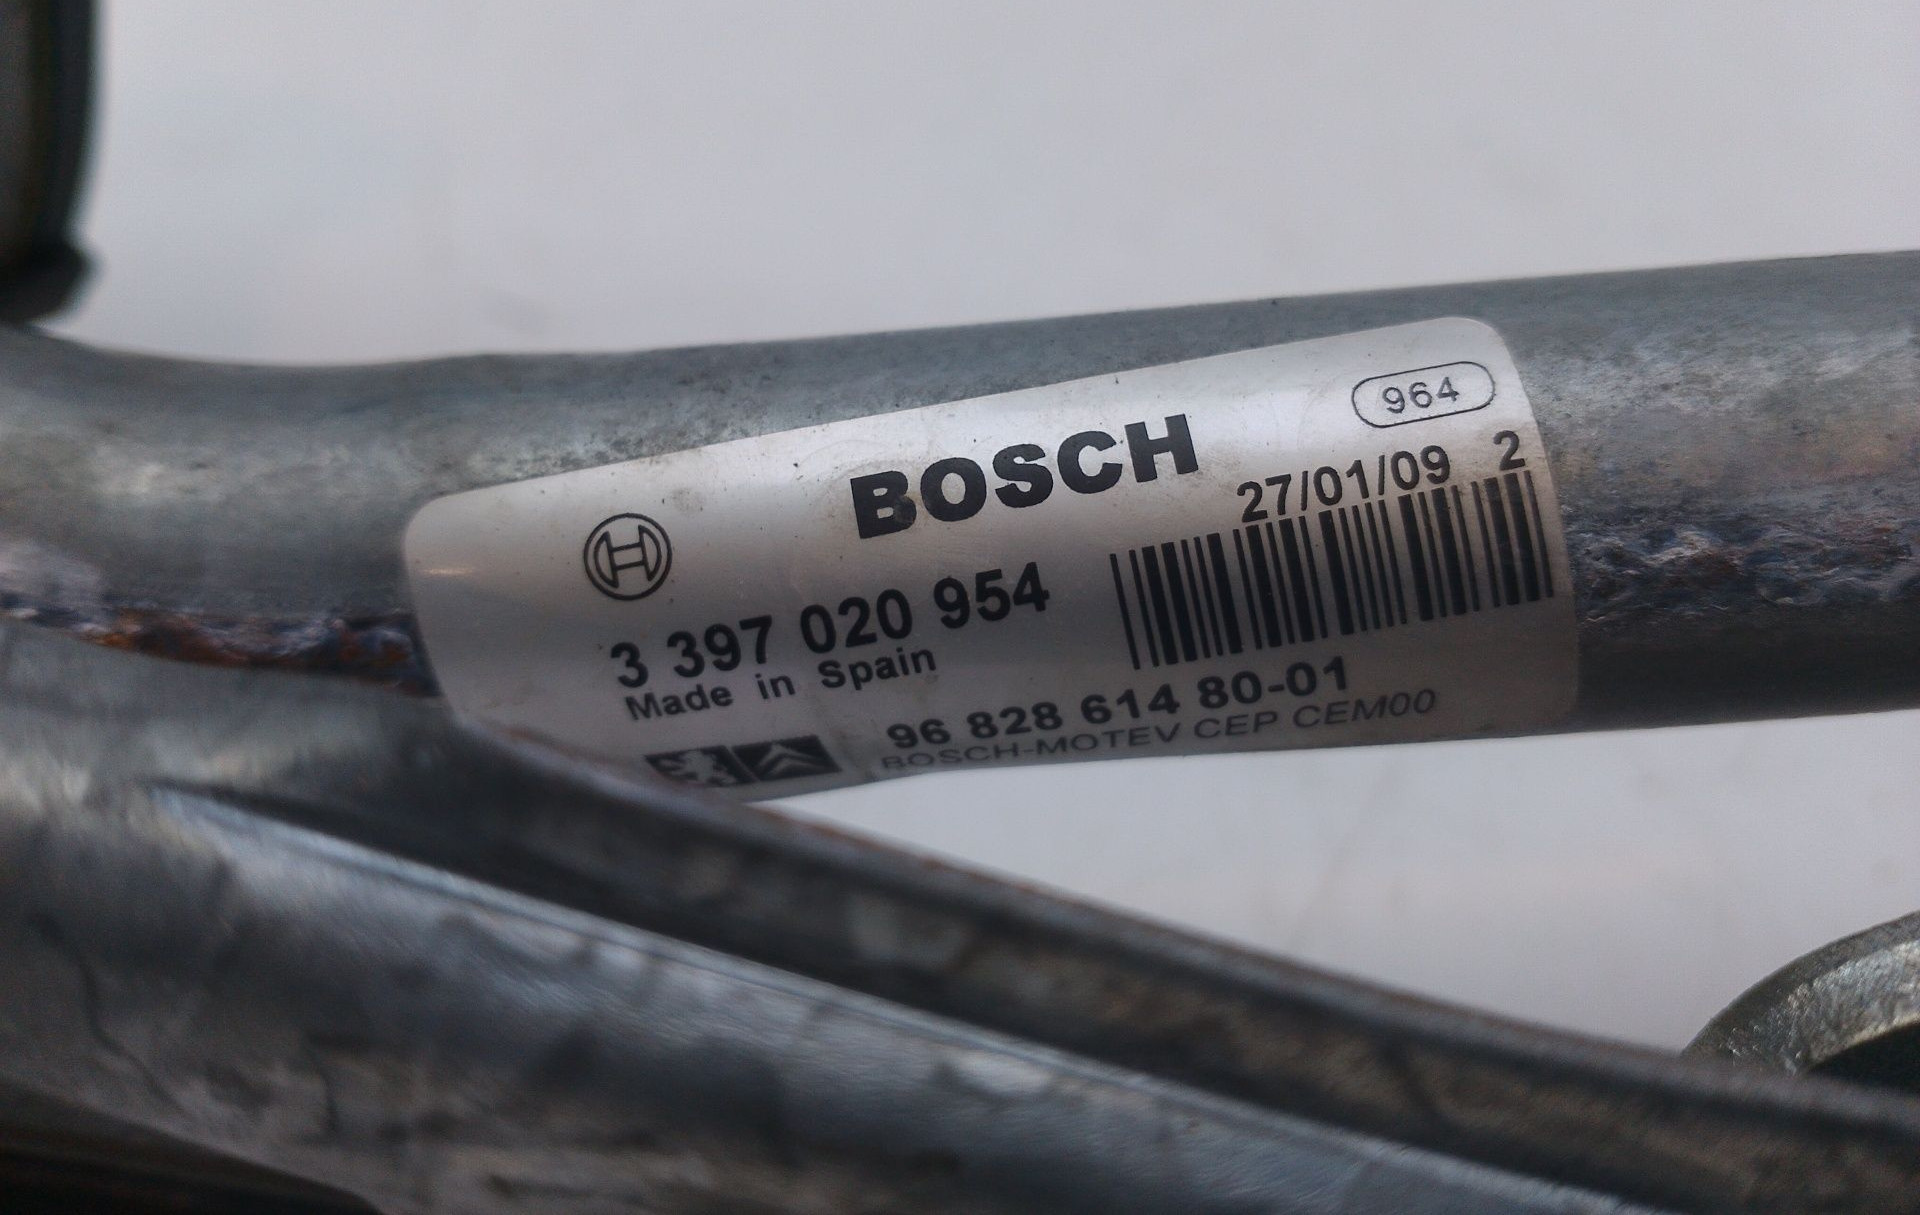 964
BOSCH
27/01/09 2
3 397 020 954
Made in Spain
96 828 614 80-01
BOSCH-MOTEV CEP CEM00